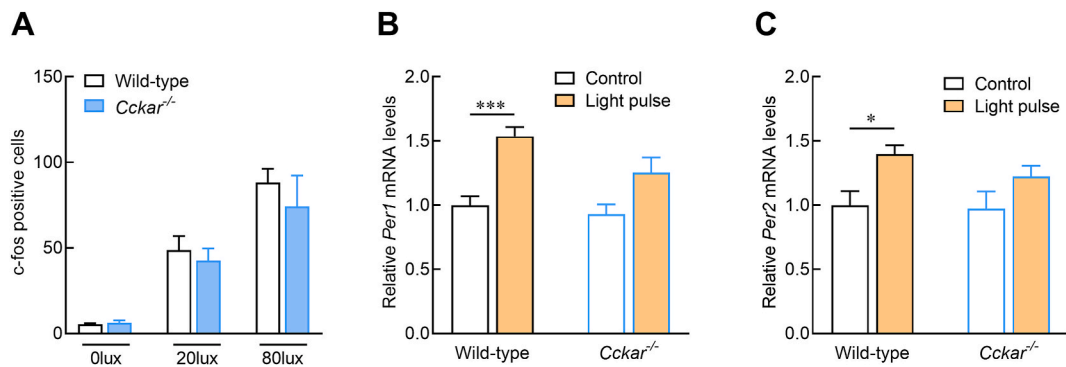 A
c-fos positive cells
150
100
50
0
Wild-type
Cckar-/-
0lux
20lux
80lux
B
Relative Per1 mRNA levels
2.0
1.5
1.0
0.5
0.0
Control
Light pulse
***
Wild-type
Cckar-/-
C
Relative Per2 mRNA levels
2.0
1.5
1.0
0.5
0.0
Control
Light pulse
*
Wild-type
Cckar-/-